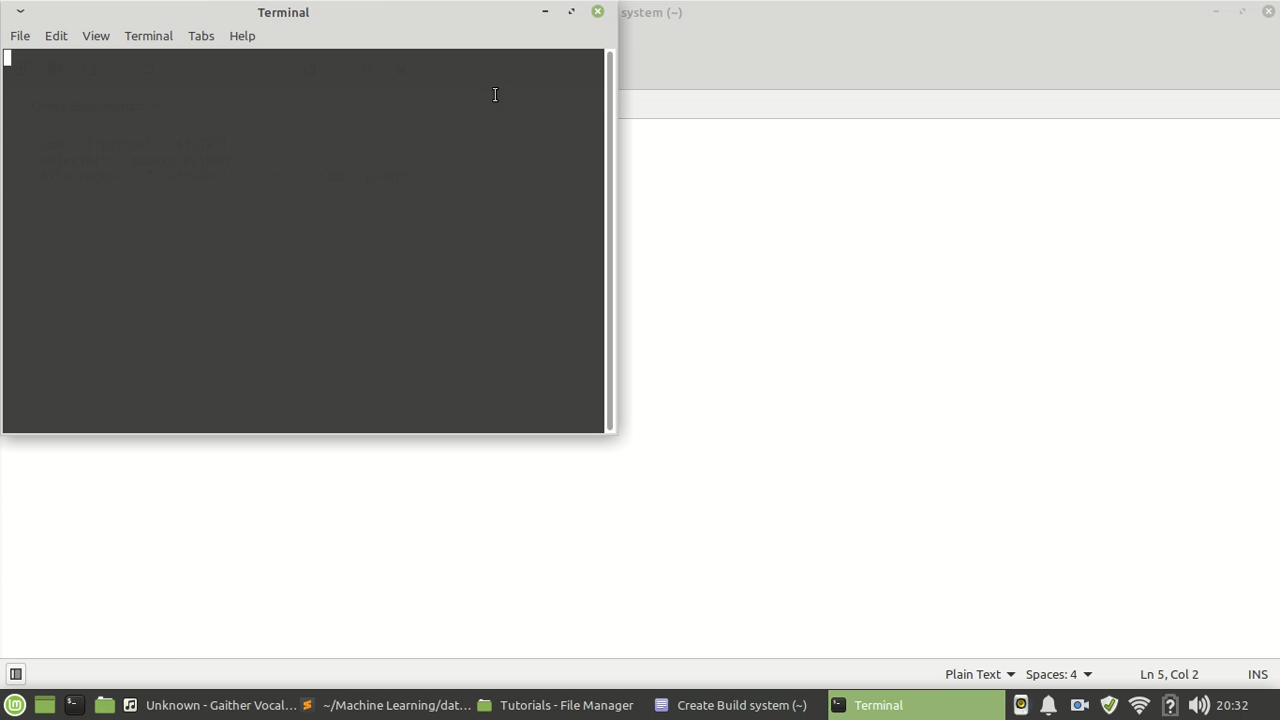 Terminal
system (~)
File Edit View Terminal Tabs Help
Plain Text Spaces: 4 Ln 5, Col 2 INS
Unknown - Gaither Vocal... ~/Machine Learning/dat... Tutorials - File Manager Create Build system (~) Terminal 20:32